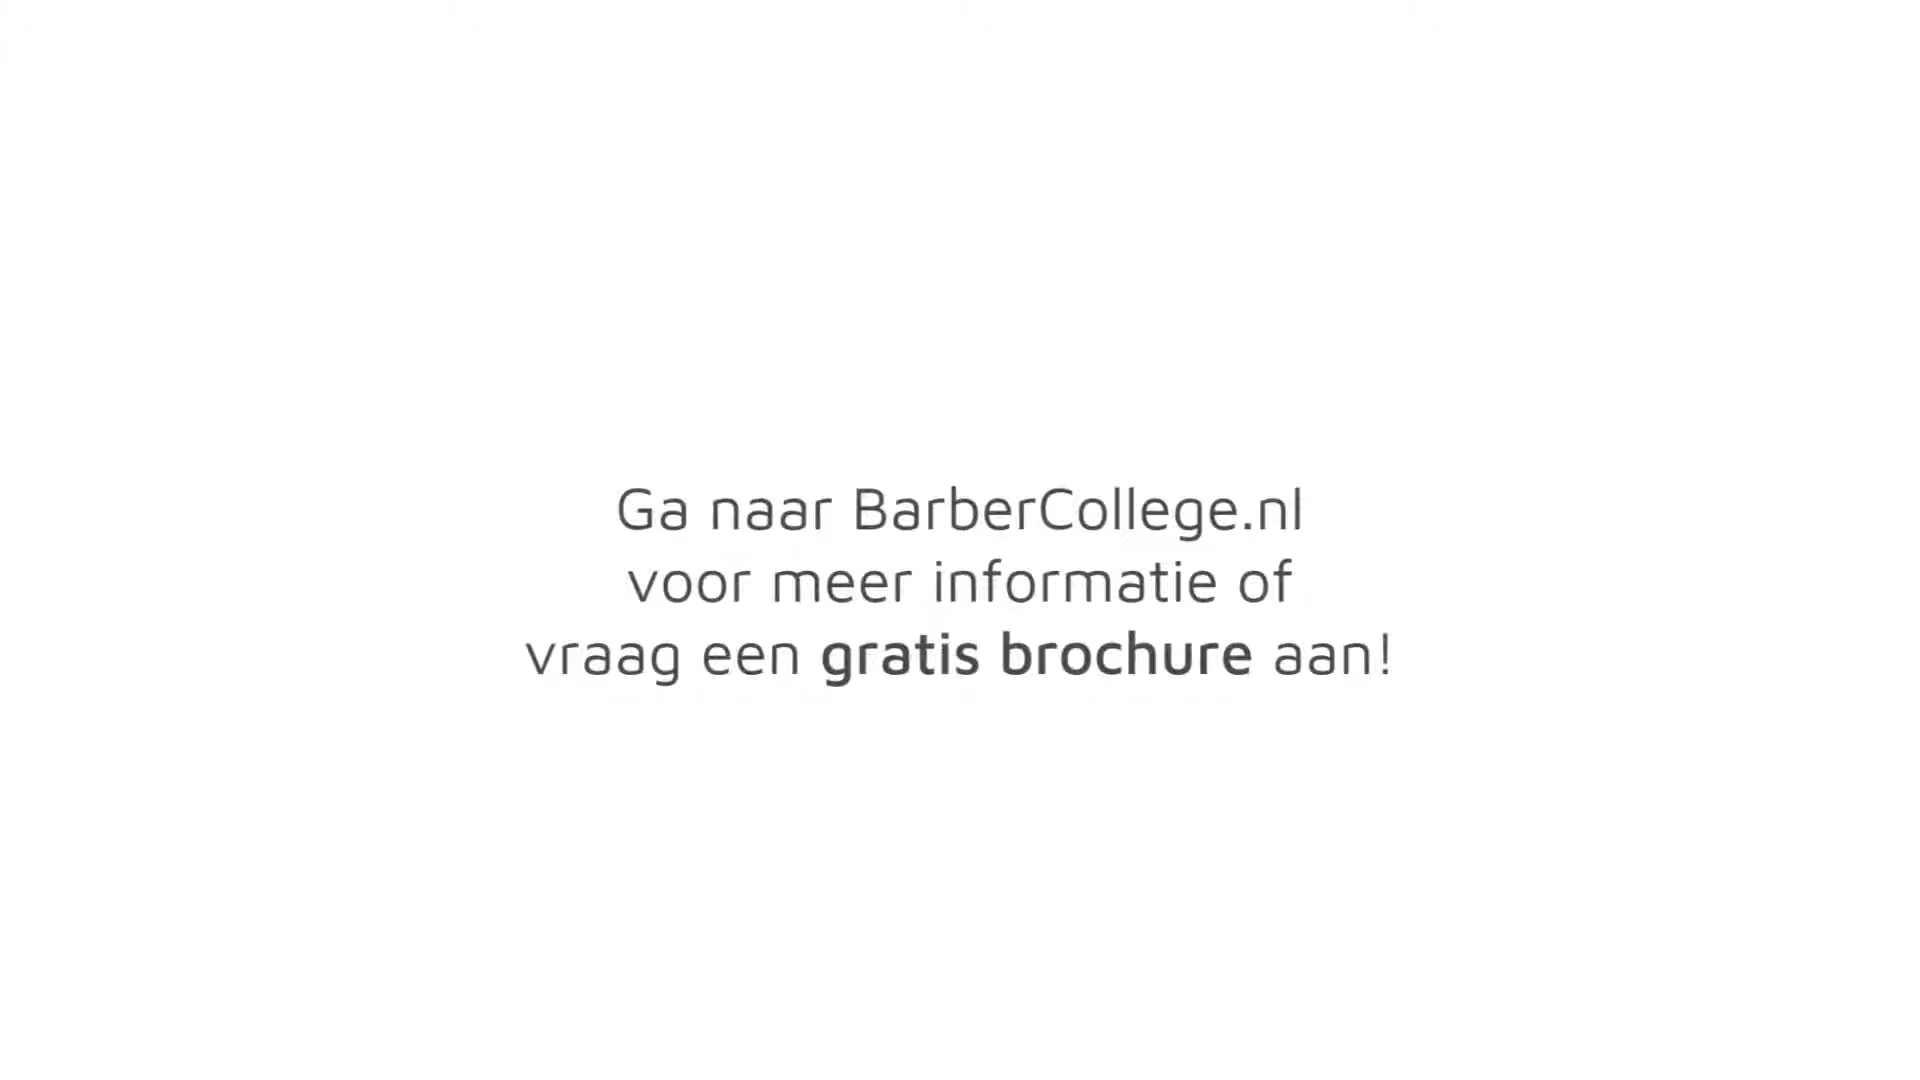 Ga naar BarberCollege.nl
voor meer informatie of
vraag een gratis brochure aan!